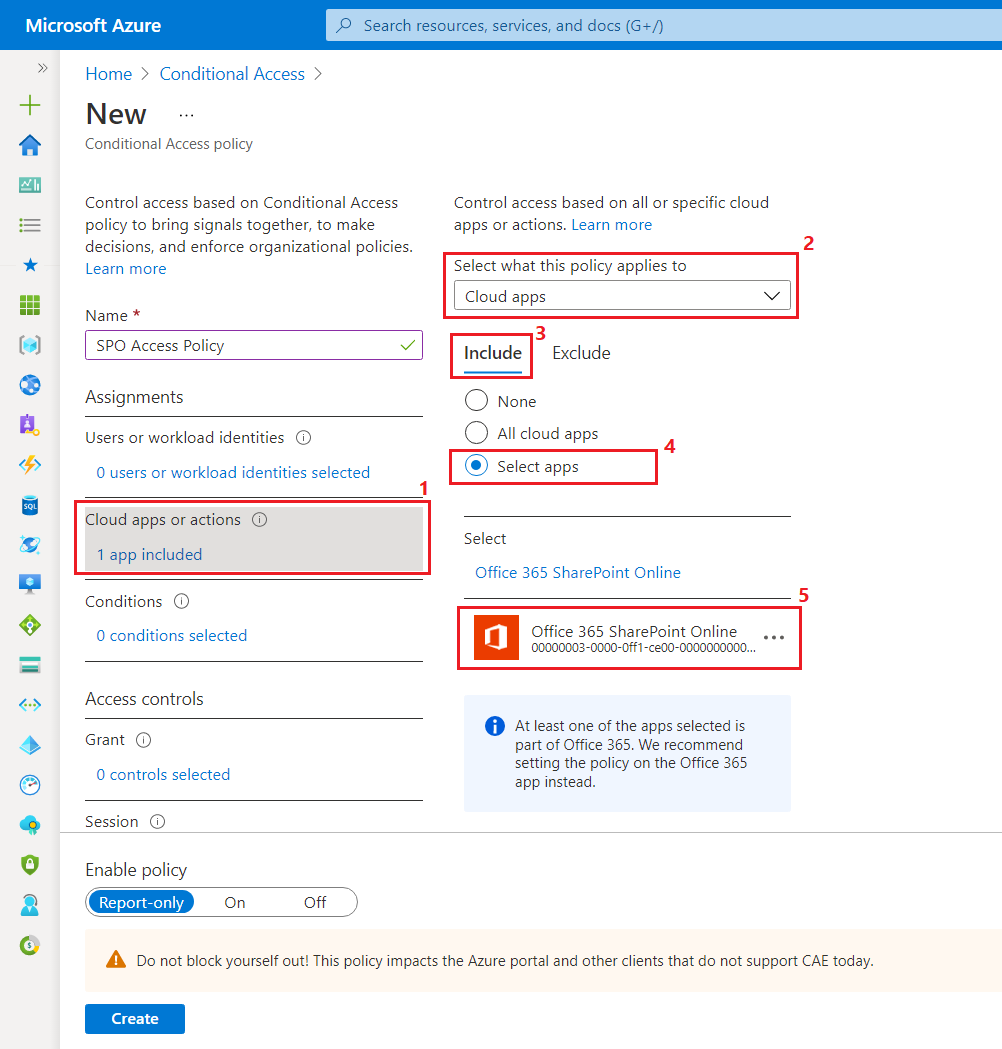 Microsoft Azure
Search resources, services, and docs (G+/)
Home > Conditional Access >
New ...
Conditional Access policy
Control access based on Conditional Access
policy to bring signals together, to make
decisions, and enforce organizational policies.
Learn more
Name *
SPO Access Policy
Assignments
Users or workload identities
0 users or workload identities selected
1
Cloud apps or actions
1 app included
Conditions
0 conditions selected
Access controls
Grant
0 controls selected
Session
Control access based on all or specific cloud
apps or actions. Learn more
2
Select what this policy applies to
Cloud apps
3
Include Exclude
None
All cloud apps
4
Select apps
Select
Office 365 SharePoint Online
5
Office 365 SharePoint Online
00000003-0000-0ff1-ce00-0000000000...
At least one of the apps selected is
part of Office 365. We recommend
setting the policy on the Office 365
app instead.
Enable policy
Report-only On Off
Do not block yourself out! This policy impacts the Azure portal and other clients that do not support CAE today.
Create
SQL